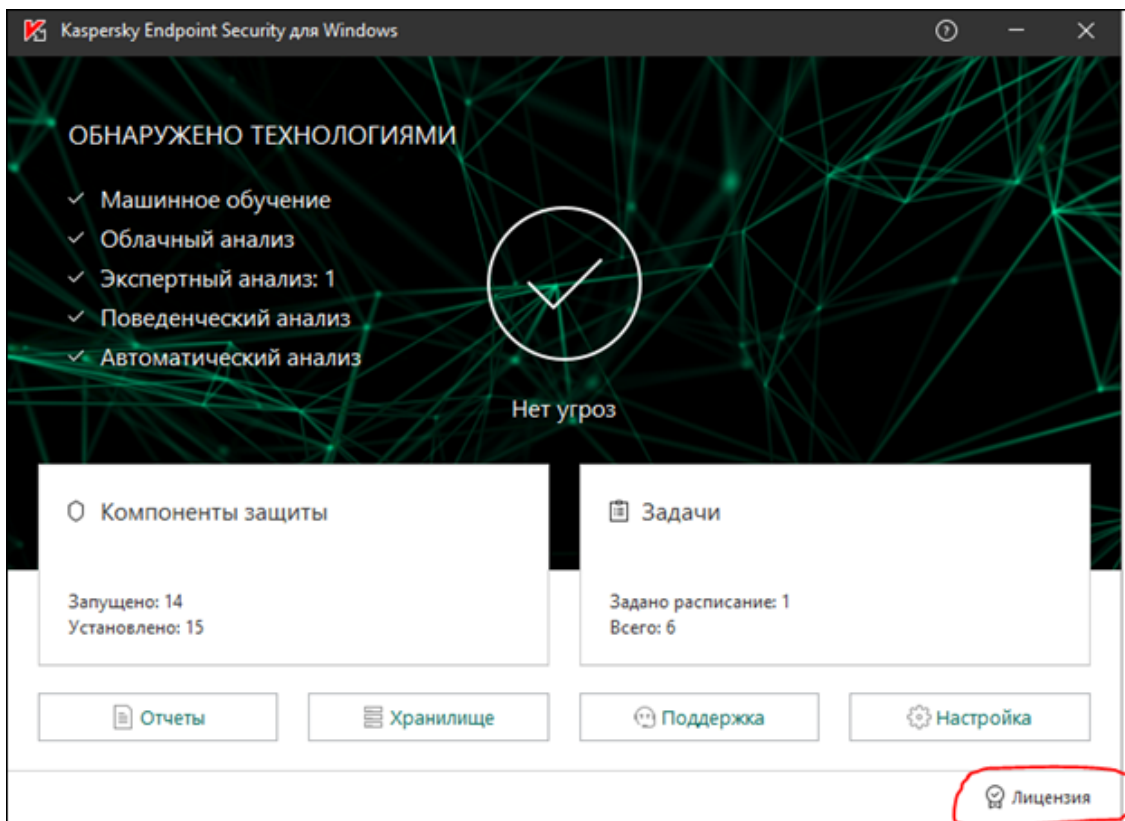 Kaspersky Endpoint Security для Windows
ОБНАРУЖЕНО ТЕХНОЛОГИЯМИ
Машинное обучение
Облачный анализ
Экспертный анализ: 1
Поведенческий анализ
Автоматический анализ
Нет угроз
Компоненты защиты
Запущено: 14
Установлено: 15
Задачи
Задано расписание: 1
Всего: 6
Отчеты
Хранилище
Поддержка
Настройка
Лицензия